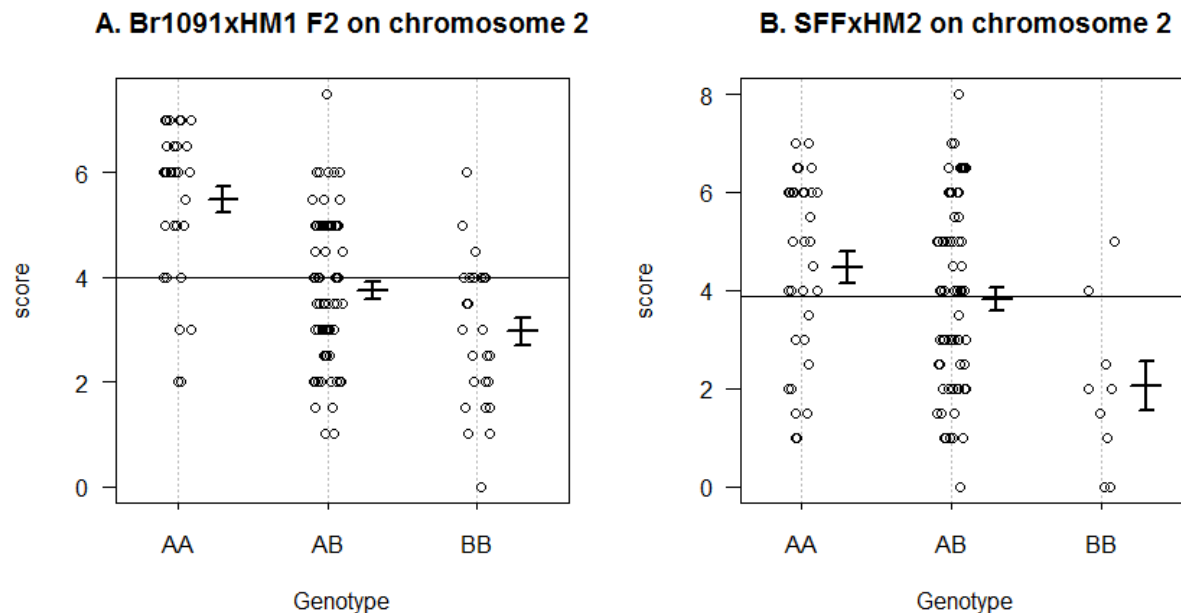 A. Br1091xHM1 F2 on chromosome 2
score
6
4
2
0
AA
AB
BB
Genotype
B. SFFxHM2 on chromosome 2
score
8
6
4
2
0
AA
AB
BB
Genotype